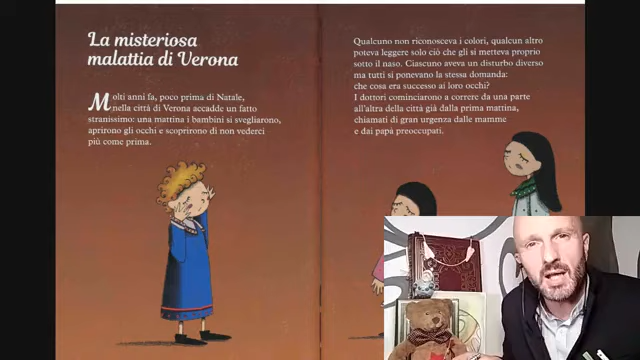 La misteriosa
malattia di Verona
Molti anni fa, poco prima di Natale,
nella città di Verona accadde un fatto
stranissimo: una mattina i bambini si svegliarono,
aprirono gli occhi e scoprirono di non vederci
più come prima.
Qualcuno non riconosceva i colori, qualcun altro
poteva leggere solo ciò che gli si metteva proprio
sotto il naso. Ciascuno aveva un disturbo diverso
ma tutti si ponevano la stessa domanda:
che cosa era successo ai loro occhi?
I dottori cominciarono a correre da una parte
all'altra della città già dalla prima mattina,
chiamati di gran urgenza dalle mamme
e dai papà preoccupati.